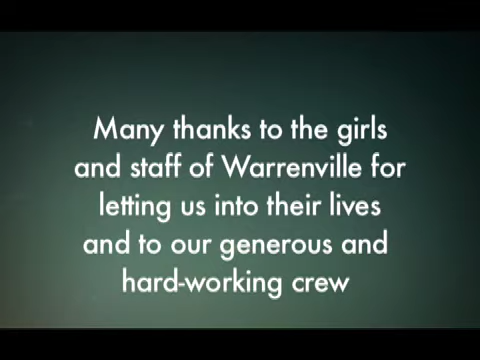 Many thanks to the girls
and staff of Warrenville for
letting us into their lives
and to our generous and
hard-working crew